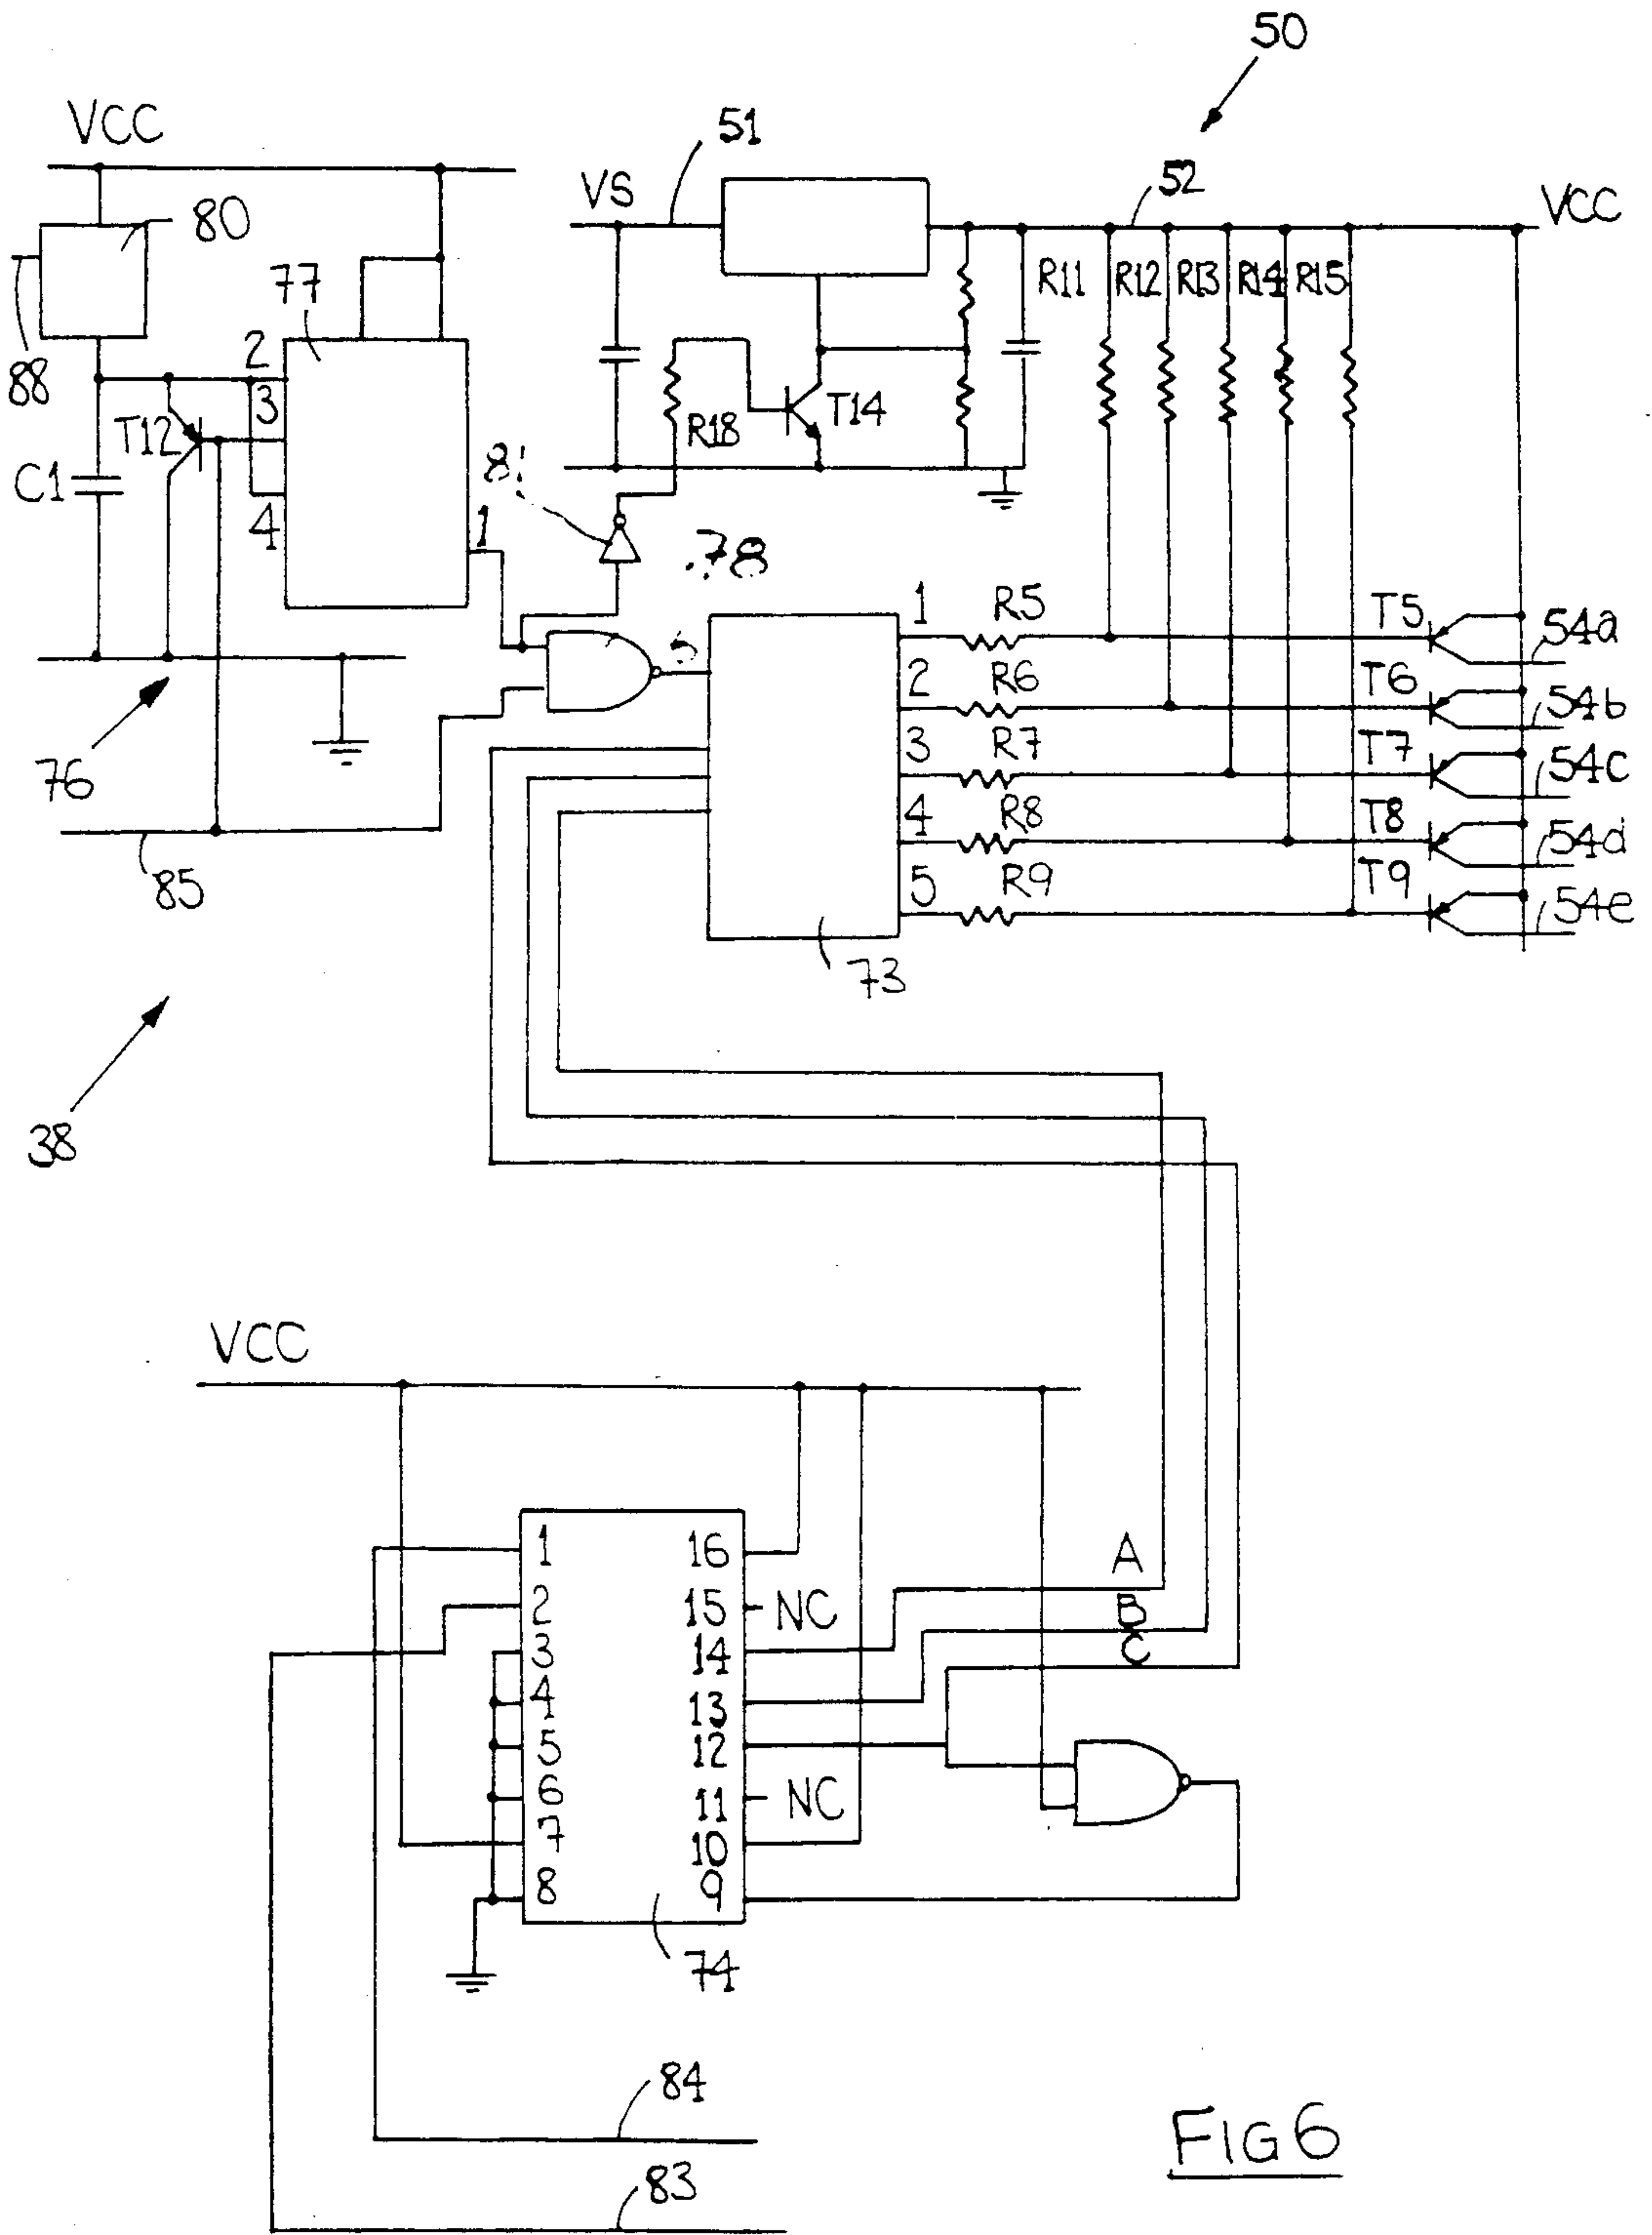 50
VCC
51
VS
52
VCC
80
R11
R12
R13
R14
R15
77
88
2
3
T12
T14
R18
C1
4
81
1
78
1
R5
T5
54a
6
2
R6
T6
54b
3
R7
T7
54c
76
4
R8
T8
54d
85
5
R9
T9
54e
73
38
VCC
1
16
A
2
15
NC
B
3
14
C
4
13
5
12
6
11
NC
7
10
8
9
74
84
83
FIG 6